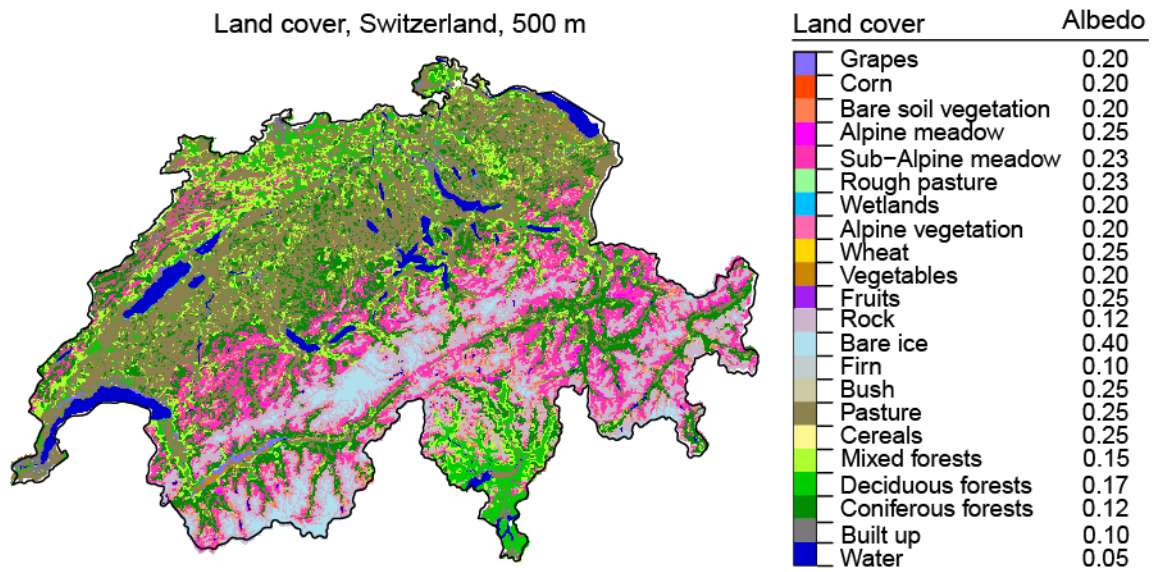 Land cover, Switzerland, 500 m
Land cover Albedo
Grapes 0.20
Corn 0.20
Bare soil vegetation 0.20
Alpine meadow 0.25
Sub-Alpine meadow 0.23
Rough pasture 0.23
Wetlands 0.20
Alpine vegetation 0.20
Wheat 0.25
Vegetables 0.20
Fruits 0.25
Rock 0.12
Bare ice 0.40
Firn 0.10
Bush 0.25
Pasture 0.25
Cereals 0.25
Mixed forests 0.15
Deciduous forests 0.17
Coniferous forests 0.12
Built up 0.10
Water 0.05